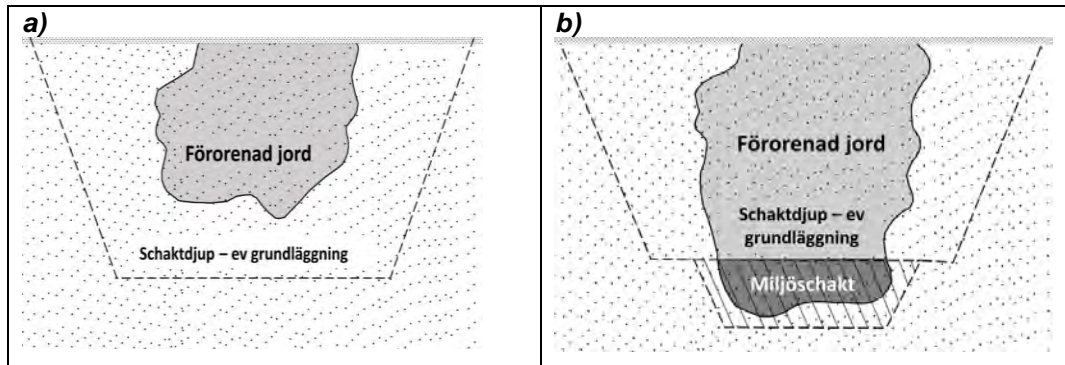 a)
Förorenad jord
Schaktdjup – ev grundläggning
b)
Förorenad jord
Schaktdjup – ev
grundläggning
Miljöschakt